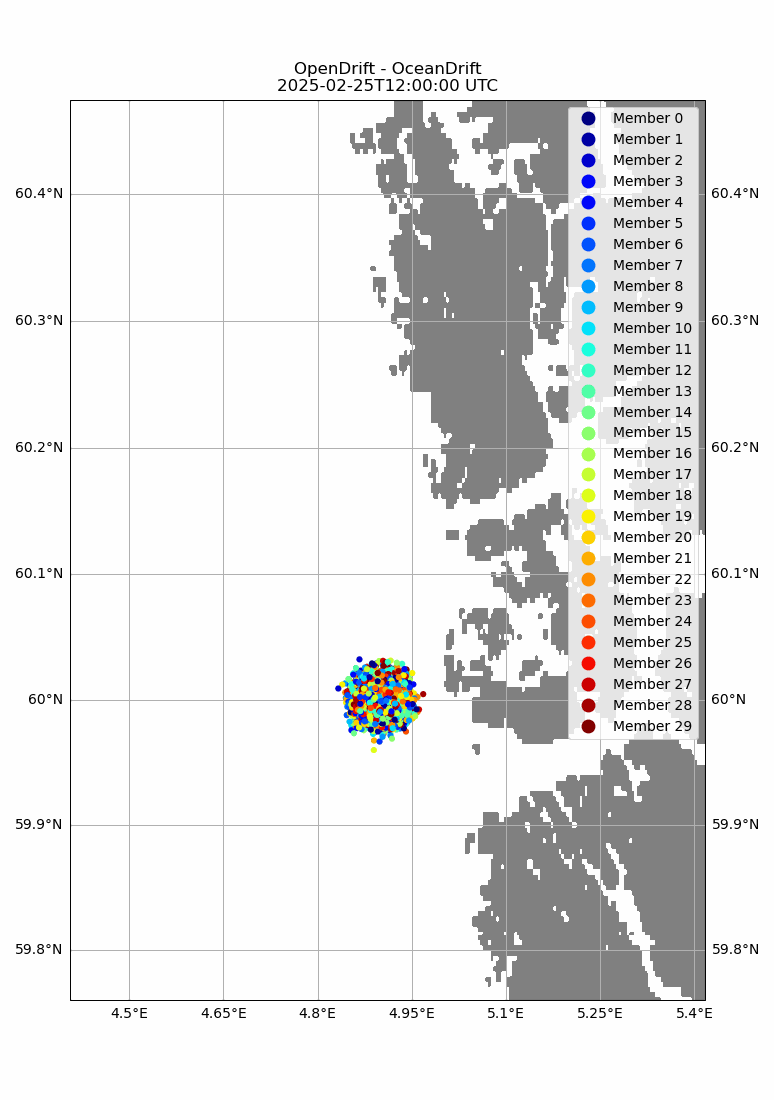 OpenDrift - OceanDrift
2025-02-25T12:00:00 UTC
Member 0
Member 1
Member 2
Member 3
Member 4
Member 5
Member 6
Member 7
Member 8
Member 9
Member 10
Member 11
Member 12
Member 13
Member 14
Member 15
Member 16
Member 17
Member 18
Member 19
Member 20
Member 21
Member 22
Member 23
Member 24
Member 25
Member 26
Member 27
Member 28
Member 29
60.4°N
60.3°N
60.2°N
60.1°N
60°N
59.9°N
59.8°N
60.4°N
60.3°N
60.2°N
60.1°N
60°N
59.9°N
59.8°N
4.5°E 4.65°E 4.8°E 4.95°E 5.1°E 5.25°E 5.4°E